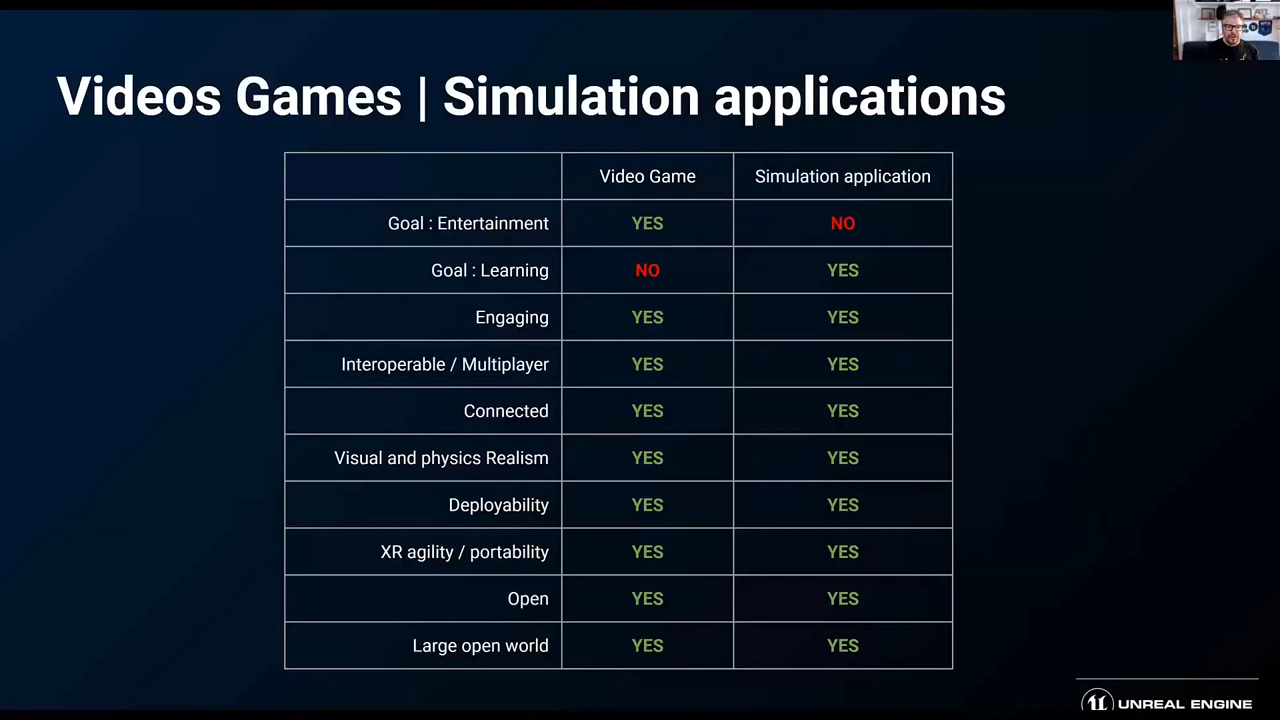 Videos Games | Simulation applications
Video Game Simulation application
Goal : Entertainment YES NO
Goal : Learning NO YES
Engaging YES YES
Interoperable / Multiplayer YES YES
Connected YES YES
Visual and physics Realism YES YES
Deployability YES YES
XR agility / portability YES YES
Open YES YES
Large open world YES YES
UNREAL ENGINE